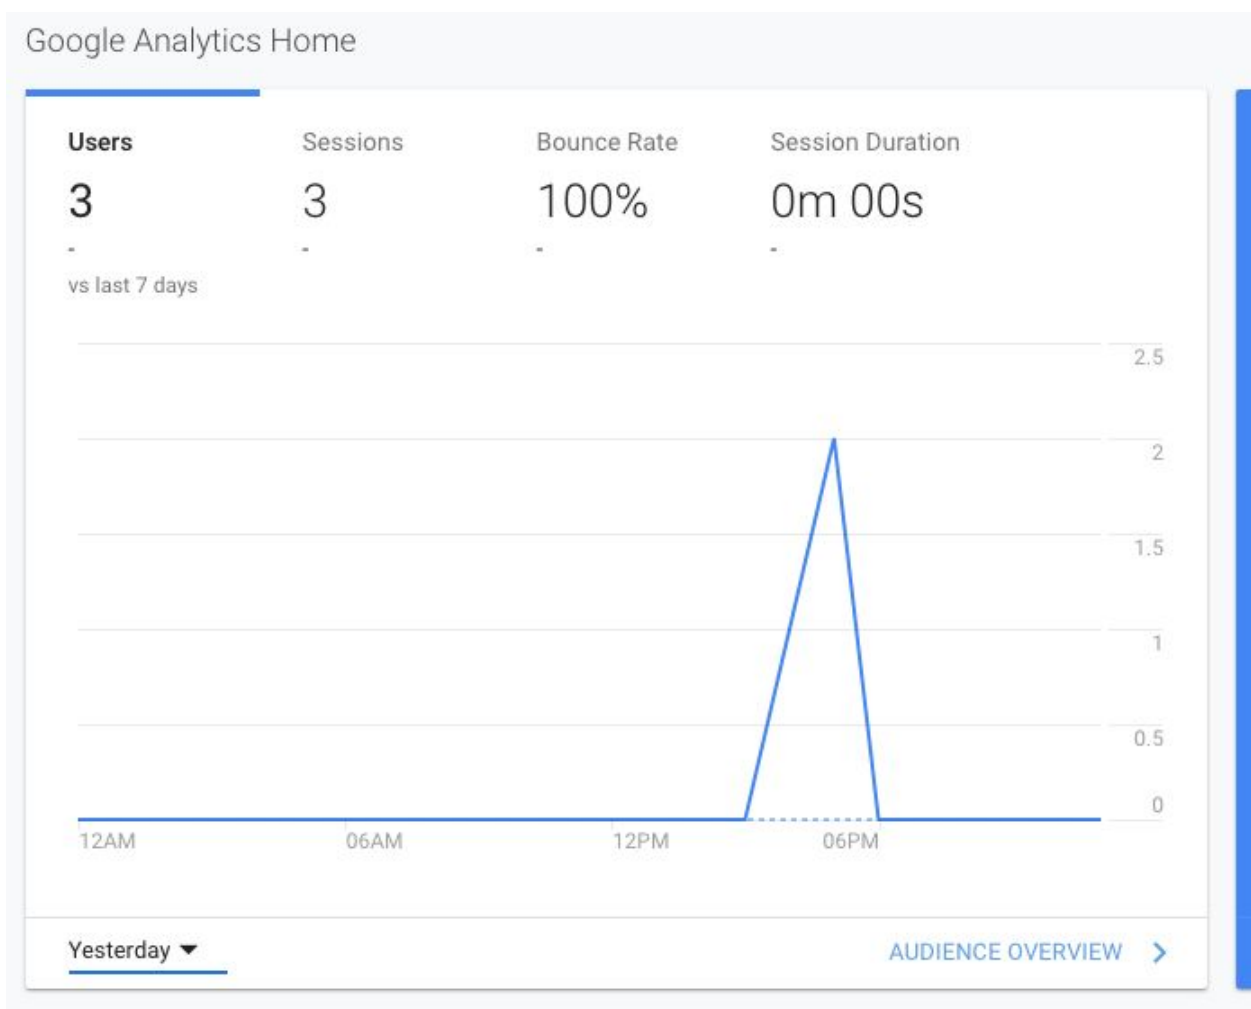 Google Analytics Home
Users Sessions Bounce Rate Session Duration
3 3 100% 0m 00s
- - - -
vs last 7 days
2.5
2
1.5
1
0.5
0
12AM 06AM 12PM 06PM
Yesterday AUDIENCE OVERVIEW